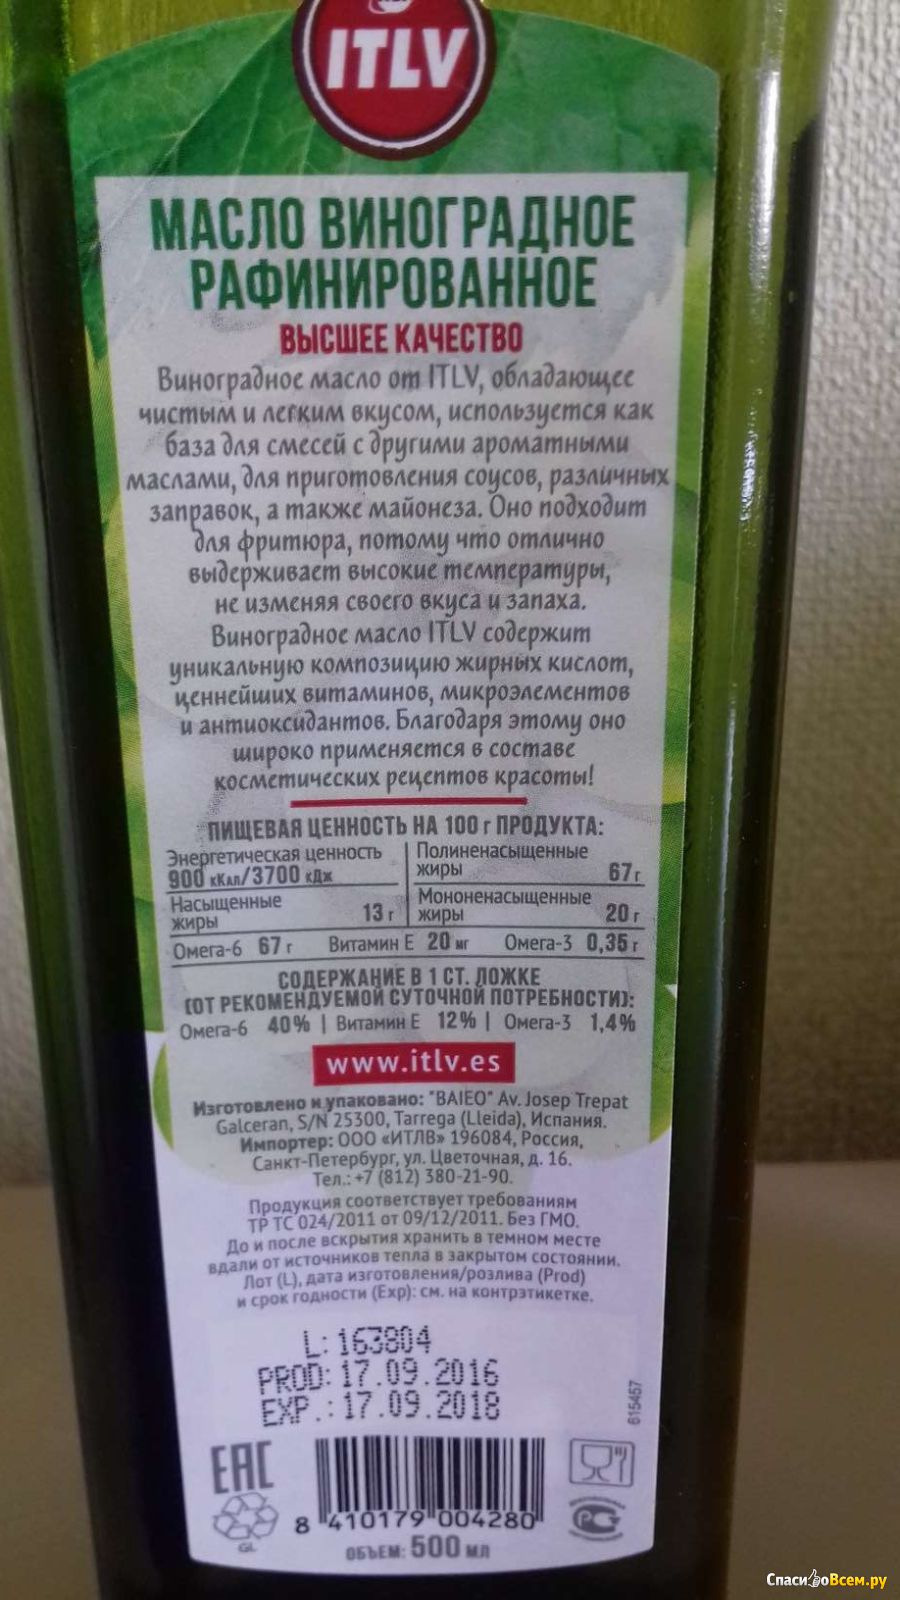 ITLV
МАСЛО ВИНОГРАДНОЕ
РАФИНИРОВАННОЕ
ВЫСШЕЕ КАЧЕСТВО
Виноградное масло от ITLV, обладающее
чистым и легким вкусом, используется как
база для смесей с другими ароматными
маслами, для приготовления соусов, различных
заправок, а также майонеза. Оно подходит
для фритюра, потому что отлично
выдерживает высокие температуры,
не изменяя своего вкуса и запаха.
Виноградное масло ITLV содержит
уникальную композицию жирных кислот,
ценнейших витаминов, микроэлементов
и антиоксидантов. Благодаря этому оно
широко применяется в составе
косметических рецептов красоты!
ПИЩЕВАЯ ЦЕННОСТЬ НА 100 г ПРОДУКТА:
Энергетическая ценность
900 кКал/3700 кДж
Полиненасыщенные
жиры 67 г
Насыщенные
жиры 13 г
Мононенасыщенные
жиры 20 г
Омега-6 67 г Витамин Е 20 мг Омега-3 0,35 г
СОДЕРЖАНИЕ В 1 СТ. ЛОЖКЕ
(ОТ РЕКОМЕНДУЕМОЙ СУТОЧНОЙ ПОТРЕБНОСТИ):
Омега-6 40% | Витамин Е 12% | Омега-3 1,4%
www.itlv.es
Изготовлено и упаковано: "BAIEO" Av. Josep Trepat
Galceran, S/N 25300, Tarrega (Lleida), Испания.
Импортер: ООО «ИТЛВ» 196084, Россия,
Санкт-Петербург, ул. Цветочная, д. 16.
Тел.: +7 (812) 380-21-90.
Продукция соответствует требованиям
ТР ТС 024/2011 от 09/12/2011. Без ГМО.
До и после вскрытия хранить в темном месте
вдали от источников тепла в закрытом состоянии.
Лот (L), дата изготовления/розлива (Prod)
и срок годности (Exp): см. на контрэтикетке.
L: 163804
PROD: 17.09.2016
EXP.: 17.09.2018
615457
EAC
GL
8 410179 004280
ОБЪЕМ: 500 мл
СпасибоВсем.ру